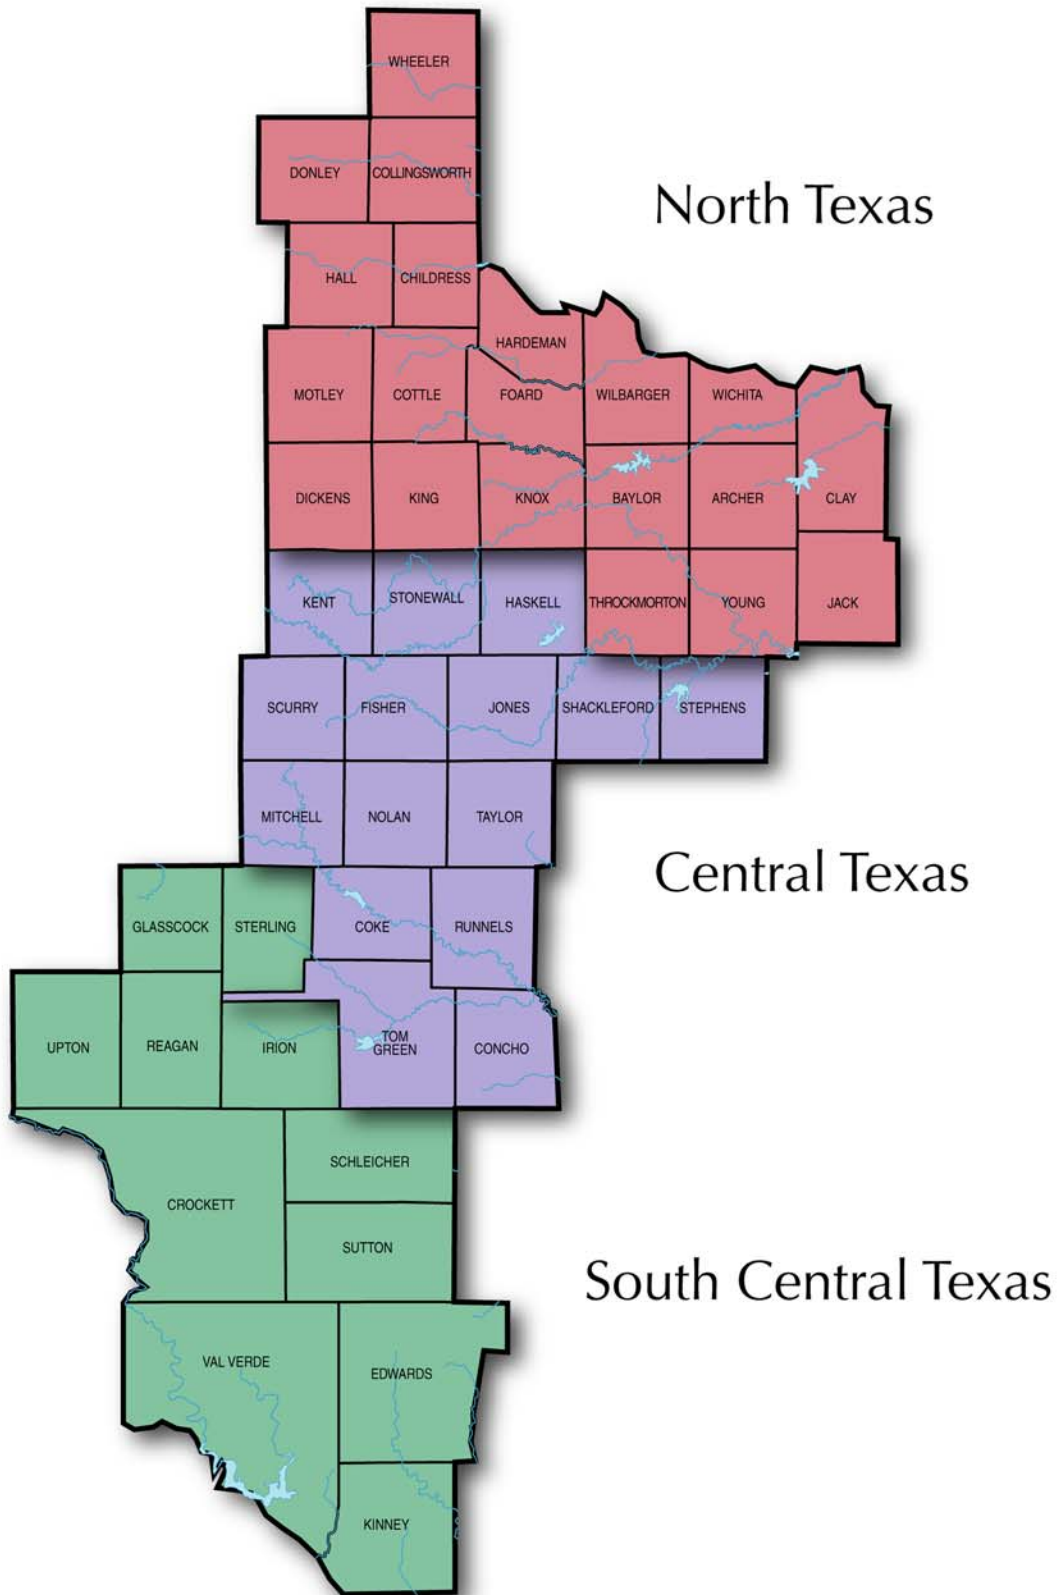 WHEELER
DONLEY
COLLINGSWORTH
North Texas
HALL
CHILDRESS
HARDEMAN
MOTLEY
COTTLE
FOARD
WILBARGER
WICHITA
DICKENS
KING
KNOX
BAYLOR
ARCHER
CLAY
KENT
STONEWALL
HASKELL
THROCKMORTON
YOUNG
JACK
SCURRY
FISHER
JONES
SHACKLEFORD
STEPHENS
MITCHELL
NOLAN
TAYLOR
Central Texas
GLASSCOCK
STERLING
COKE
RUNNELS
UPTON
REAGAN
IRION
TOM
GREEN
CONCHO
SCHLEICHER
CROCKETT
SUTTON
South Central Texas
VAL VERDE
EDWARDS
KINNEY